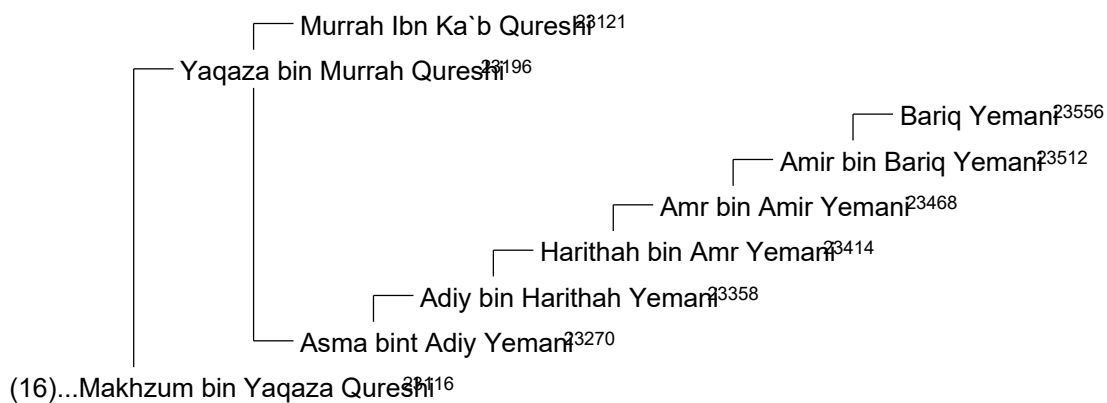 Murrah Ibn Ka`b Qureshi23121
Yaqaza bin Murrah Qureshi23196
Bariq Yemani23556
Amir bin Bariq Yemani23512
Amr bin Amir Yemani23468
Harithah bin Amr Yemani23414
Adiy bin Harithah Yemani23358
Asma bint Adiy Yemani23270
(16)...Makhzum bin Yaqaza Qureshi23116